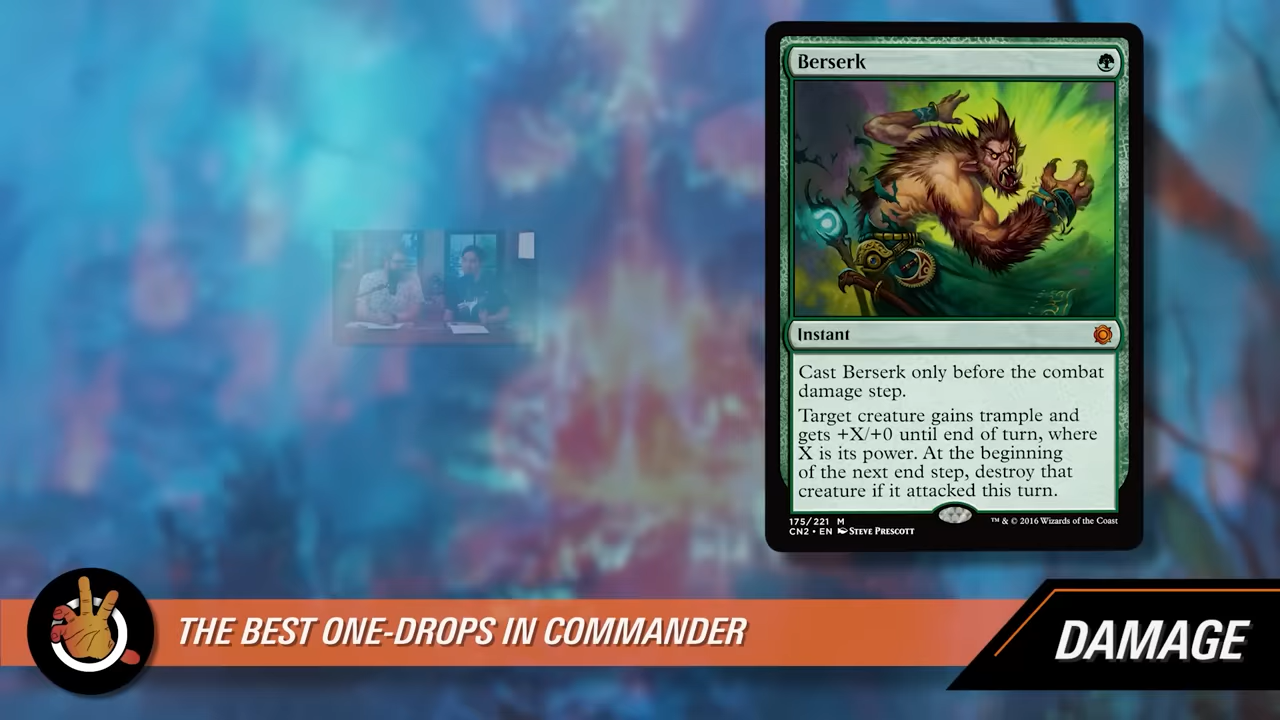 Berserk
Instant
Cast Berserk only before the combat
damage step.
Target creature gains trample and
gets +X/+0 until end of turn, where
X is its power. At the beginning
of the next end step, destroy that
creature if it attacked this turn.
175/221 M
CN2 • EN STEVE PRESCOTT
™ & © 2016 Wizards of the Coast
THE BEST ONE-DROPS IN COMMANDER
DAMAGE